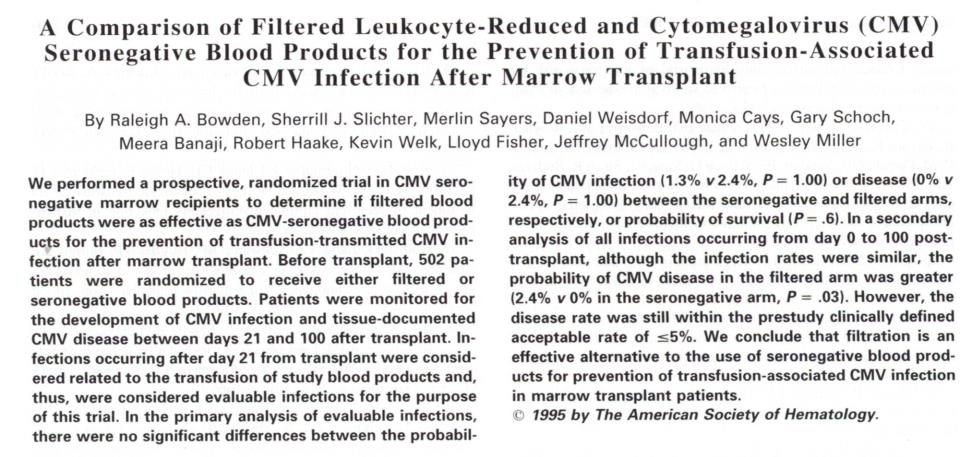 A Comparison of Filtered Leukocyte-Reduced and Cytomegalovirus (CMV)
Seronegative Blood Products for the Prevention of Transfusion-Associated
CMV Infection After Marrow Transplant
By Raleigh A. Bowden, Sherrill J. Slichter, Merlin Sayers, Daniel Weisdorf, Monica Cays, Gary Schoch,
Meera Banaji, Robert Haake, Kevin Welk, Lloyd Fisher, Jeffrey McCullough, and Wesley Miller
We performed a prospective, randomized trial in CMV sero-
negative marrow recipients to determine if filtered blood
products were as effective as CMV-seronegative blood prod-
ucts for the prevention of transfusion-transmitted CMV in-
fection after marrow transplant. Before transplant, 502 pa-
tients were randomized to receive either filtered or
seronegative blood products. Patients were monitored for
the development of CMV infection and tissue-documented
CMV disease between days 21 and 100 after transplant. In-
fections occurring after day 21 from transplant were consid-
ered related to the transfusion of study blood products and,
thus, were considered evaluable infections for the purpose
of this trial. In the primary analysis of evaluable infections,
there were no significant differences between the probabil-
ity of CMV infection (1.3% v 2.4%, P = 1.00) or disease (0% v
2.4%, P = 1.00) between the seronegative and filtered arms,
respectively, or probability of survival (P = .6). In a secondary
analysis of all infections occurring from day 0 to 100 post-
transplant, although the infection rates were similar, the
probability of CMV disease in the filtered arm was greater
(2.4% v 0% in the seronegative arm, P = .03). However, the
disease rate was still within the prestudy clinically defined
acceptable rate of ≤5%. We conclude that filtration is an
effective alternative to the use of seronegative blood prod-
ucts for prevention of transfusion-associated CMV infection
in marrow transplant patients.
© 1995 by The American Society of Hematology.